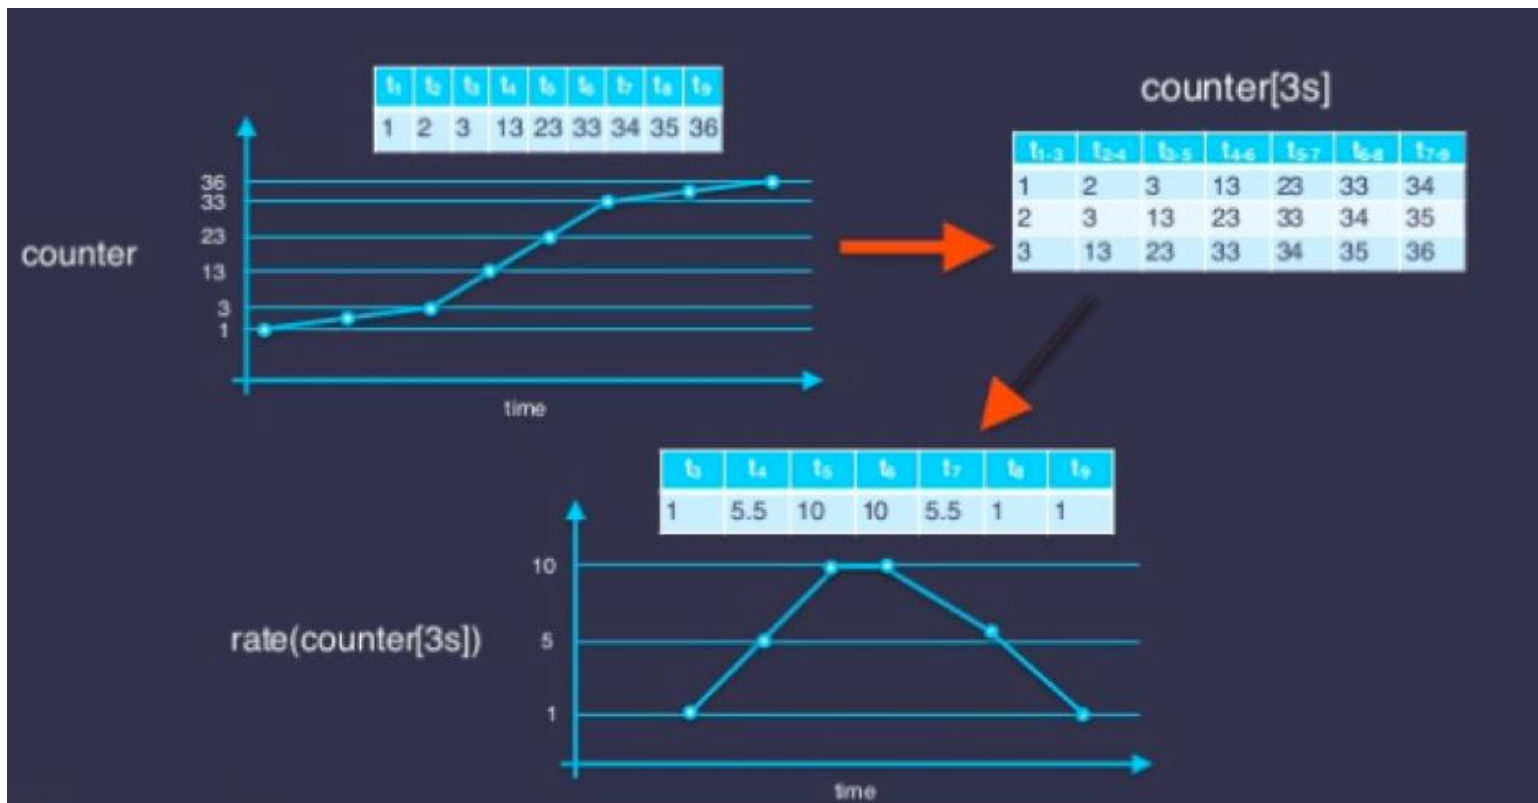 t₁ t₂ t₃ t₄ t₅ t₆ t₇ t₈ t₉
1 2 3 13 23 33 34 35 36
36
33
23
13
3
1
counter
time
counter[3s]
t₁₋₃ t₂₋₄ t₃₋₅ t₄₋₆ t₅₋₇ t₆₋₈ t₇₋₉
1 2 3 13 23 33 34
2 3 13 23 33 34 35
3 13 23 33 34 35 36
t₃ t₄ t₅ t₆ t₇ t₈ t₉
1 5.5 10 10 5.5 1 1
10
5
1
rate(counter[3s])
time